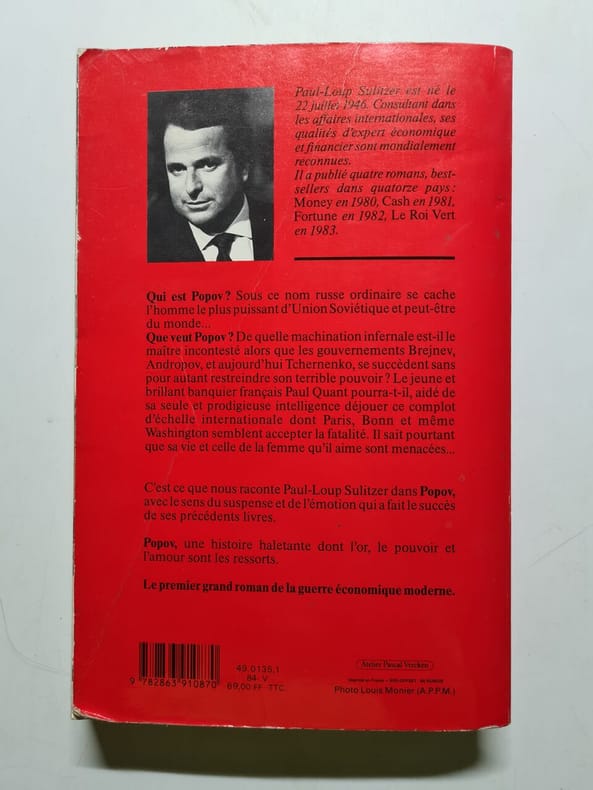 Paul-Loup Sulitzer est né le
22 juillet 1946. Consultant dans
les affaires internationales, ses
qualités d'expert économique
et financier sont mondialement
reconnues.
Il a publié quatre romans, best-
sellers dans quatorze pays :
Money en 1980, Cash en 1981,
Fortune en 1982, Le Roi Vert
en 1983.
Qui est Popov ? Sous ce nom russe ordinaire se cache
l'homme le plus puissant d'Union Soviétique et peut-être
du monde...
Que veut Popov ? De quelle machination infernale est-il le
maître incontesté alors que les gouvernements Brejnev,
Andropov, et aujourd'hui Tchernenko, se succèdent sans
pour autant restreindre son terrible pouvoir ? Le jeune et
brillant banquier français Paul Quant pourra-t-il, aidé de
sa seule et prodigieuse intelligence déjouer ce complot
d'échelle internationale dont Paris, Bonn et même
Washington semblent accepter la fatalité. Il sait pourtant
que sa vie et celle de la femme qu'il aime sont menacées...
C'est ce que nous raconte Paul-Loup Sulitzer dans Popov,
avec le sens du suspense et de l'émotion qui a fait le succès
de ses précédents livres.
Popov, une histoire haletante dont l'or, le pouvoir et
l'amour sont les ressorts.
Le premier grand roman de la guerre économique moderne.
49.0135.1
84-V
69,00 FF TTC.
9 782863 910870
Atelier Pascal Vercken
Imprimé en France
Photo Louis Monier (A.P.P.M.)